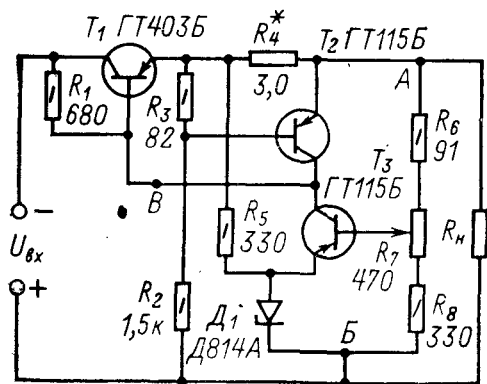 T₁ ГТ403Б
R₄*
3,0
T₂ ГТ115Б
A
R₁
680
R₃
82
R₆
91
T₃
ГТ115Б
B
−
Uвх
+
R₅
330
R₇
470
Rн
R₂
1,5к
Д₁
Д814А
Б
R₈
330